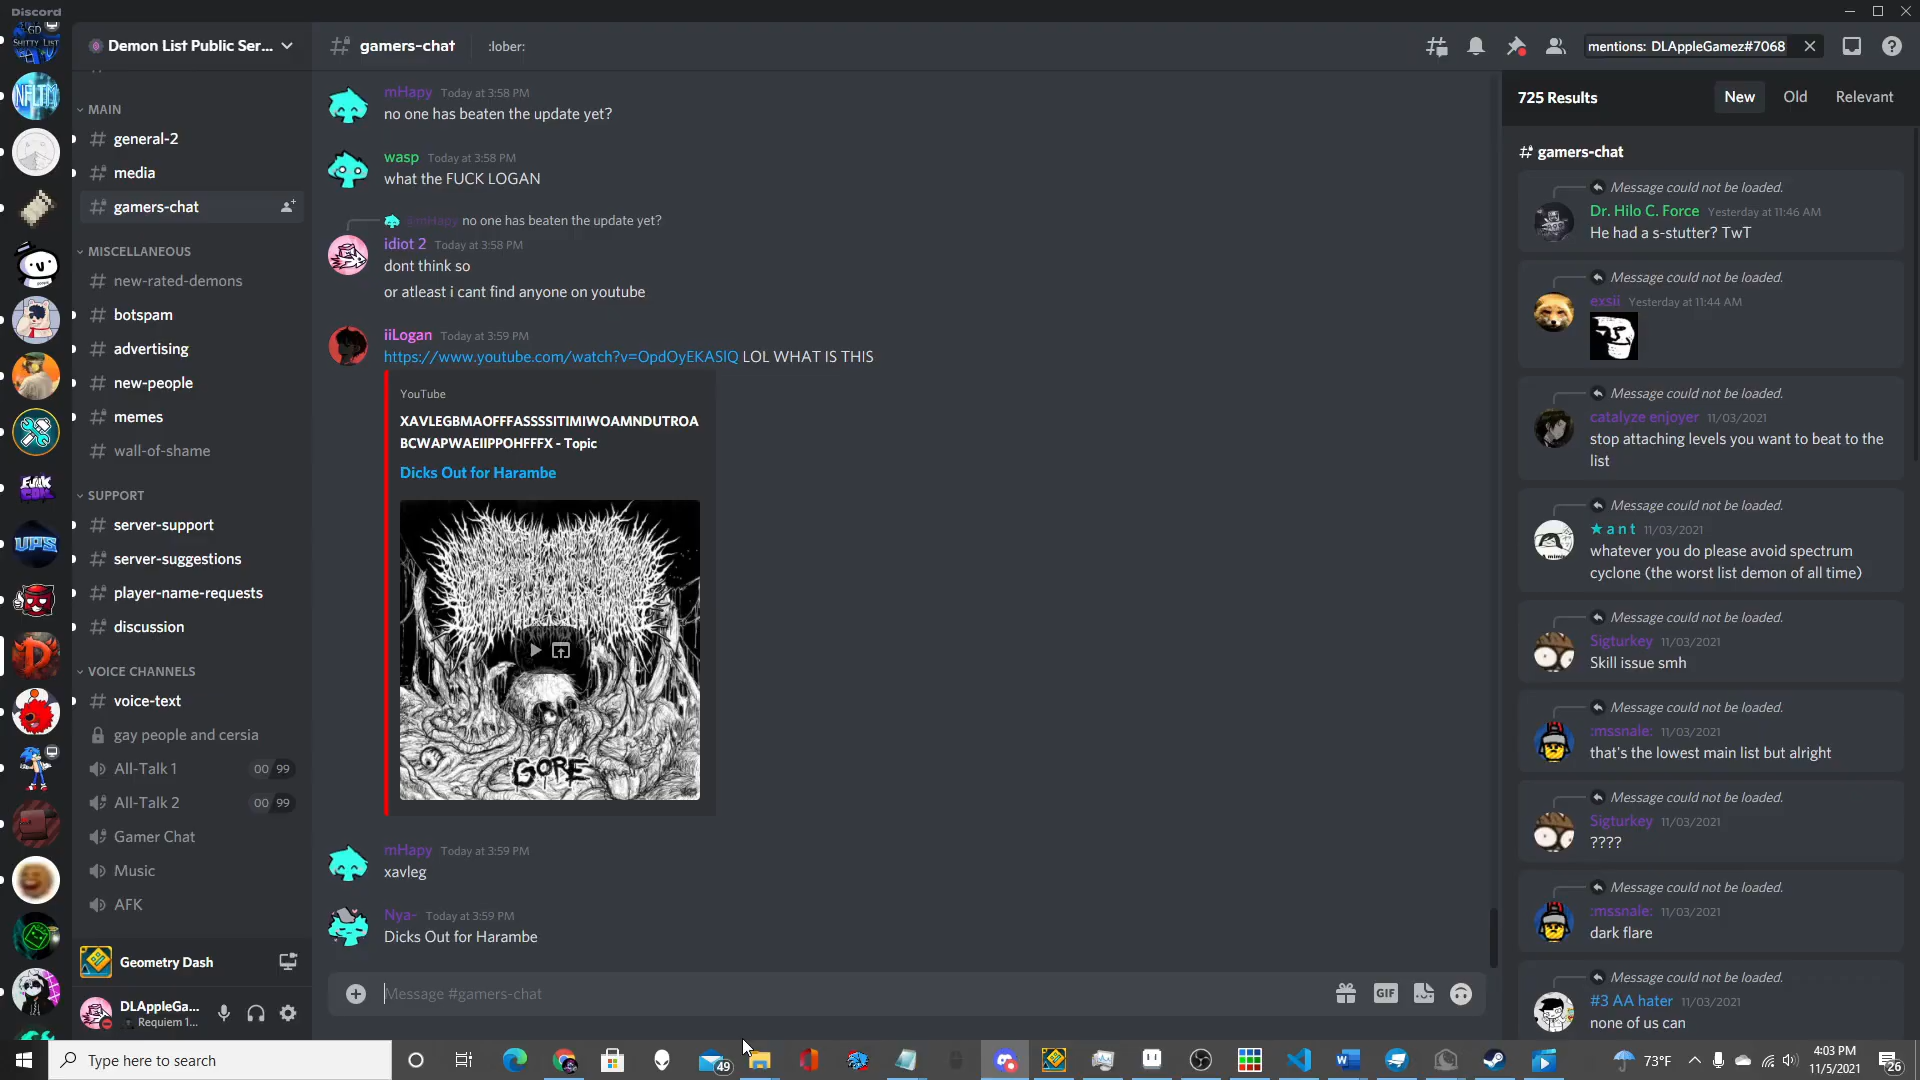 Discord
GD
SHITTY LIST
NFLTM
FUNK
COM
UPS
Demon List Public Ser...
MAIN
general-2
media
gamers-chat
MISCELLANEOUS
new-rated-demons
botspam
advertising
new-people
memes
wall-of-shame
SUPPORT
server-support
server-suggestions
player-name-requests
discussion
VOICE CHANNELS
voice-text
gay people and cersia
All-Talk 1 00 99
All-Talk 2 00 99
Gamer Chat
Music
AFK
Geometry Dash
DLAppleGa...
Requiem 1...
gamers-chat :lober:
mentions: DLAppleGamez#7068
mHapy Today at 3:58 PM
no one has beaten the update yet?
wasp Today at 3:58 PM
what the FUCK LOGAN
@mHapy no one has beaten the update yet?
idiot 2 Today at 3:58 PM
dont think so
or atleast i cant find anyone on youtube
iiLogan Today at 3:59 PM
https://www.youtube.com/watch?v=OpdOyEKASIQ LOL WHAT IS THIS
YouTube
XAVLEGBMAOFFFASSSSITIMIWOAMNDUTROA
BCWAPWAEIIPPOHFFFX - Topic
Dicks Out for Harambe
GORE
mHapy Today at 3:59 PM
xavleg
Nya- Today at 3:59 PM
Dicks Out for Harambe
Message #gamers-chat
GIF
725 Results New Old Relevant
gamers-chat
Message could not be loaded.
Dr. Hilo C. Force Yesterday at 11:46 AM
He had a s-stutter? TwT
Message could not be loaded.
exsii Yesterday at 11:44 AM
Message could not be loaded.
catalyze enjoyer 11/03/2021
stop attaching levels you want to beat to the
list
Message could not be loaded.
★ a n t 11/03/2021
whatever you do please avoid spectrum
cyclone (the worst list demon of all time)
Message could not be loaded.
Sigturkey 11/03/2021
Skill issue smh
Message could not be loaded.
:mssnale: 11/03/2021
that's the lowest main list but alright
Message could not be loaded.
Sigturkey 11/03/2021
????
Message could not be loaded.
:mssnale: 11/03/2021
dark flare
Message could not be loaded.
#3 AA hater 11/03/2021
none of us can
Type here to search
49
73°F
4:03 PM
11/5/2021
26